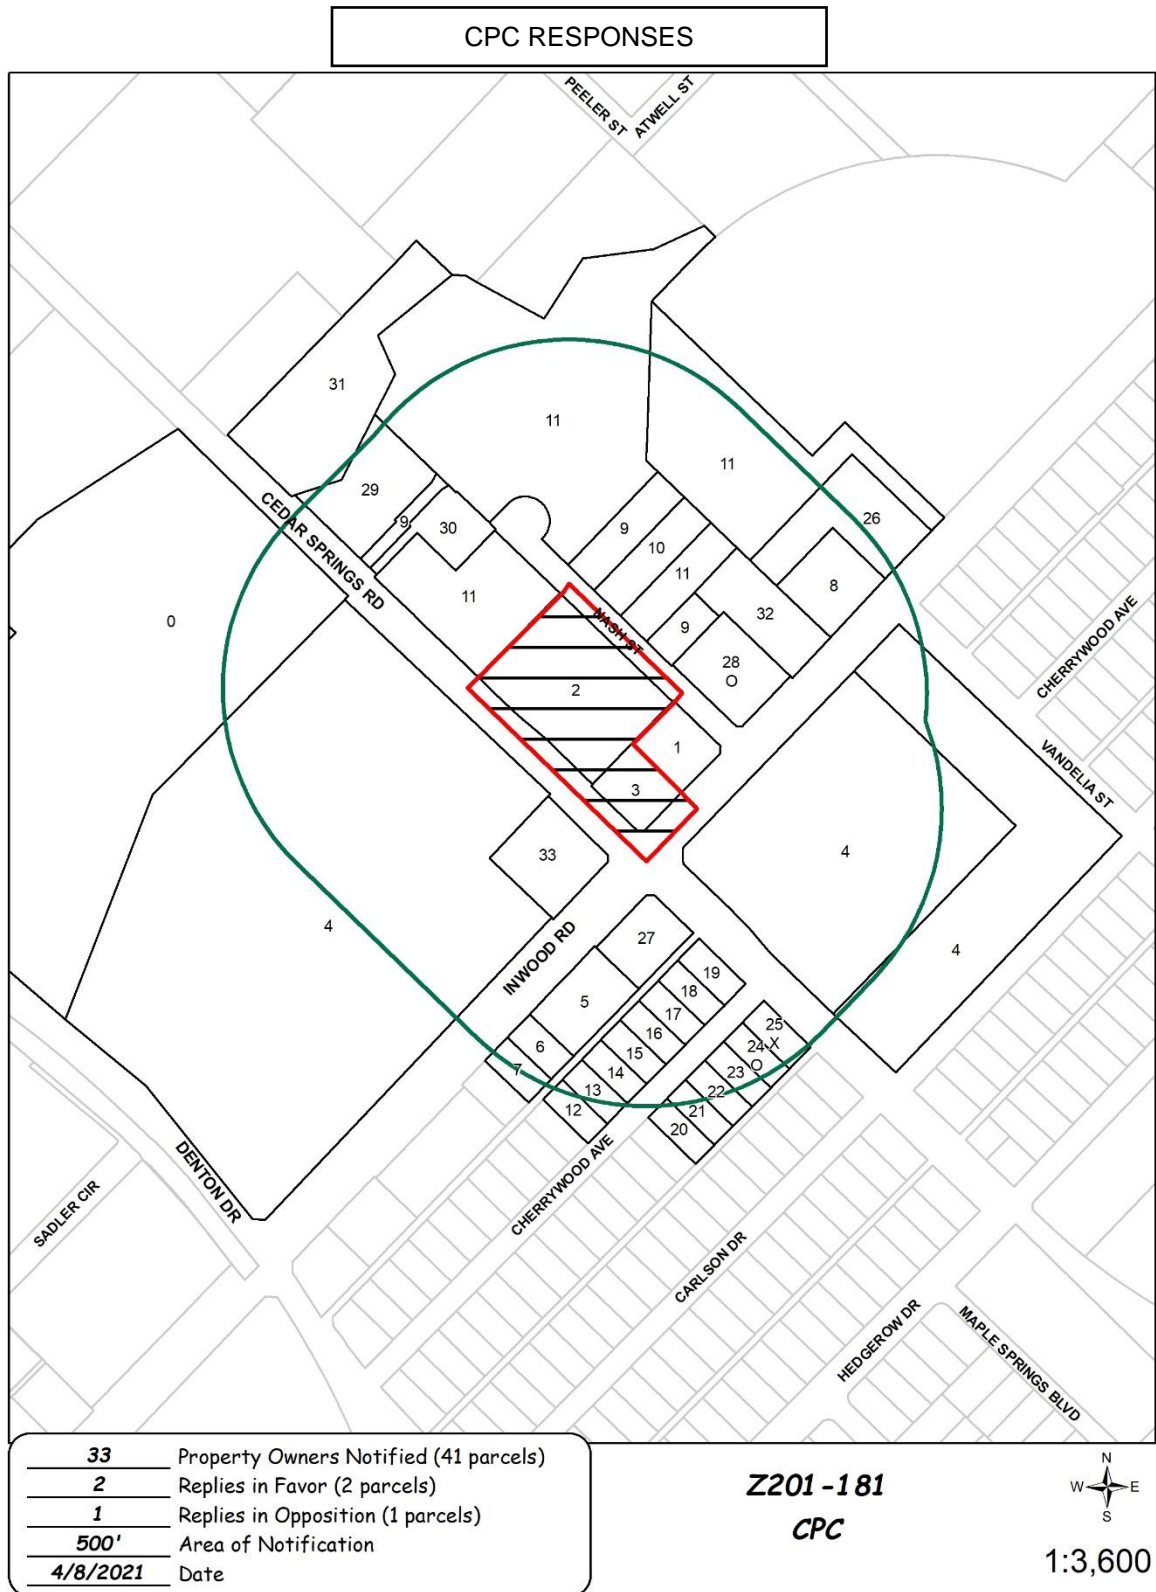 CPC RESPONSES
PEELER ST
ATWELL ST
31
11
11
29
9
30
26
CEDAR SPRINGS RD
9
10
11
8
11
0
NASH ST
9
32
28
O
CHERRYWOOD AVE
2
1
VANDELIA ST
3
33
4
4
4
27
INWOOD RD
19
18
5
17
16
25
X
24
O
6
15
23
7
14
13
22
12
21
20
DENTON DR
SADLER CIR
CHERRYWOOD AVE
CARLSON DR
HEDGEROW DR
MAPLE SPRINGS BLVD
33 Property Owners Notified (41 parcels)
2 Replies in Favor (2 parcels)
1 Replies in Opposition (1 parcels)
500' Area of Notification
4/8/2021 Date
Z201-181
CPC
N
W E
S
1:3,600